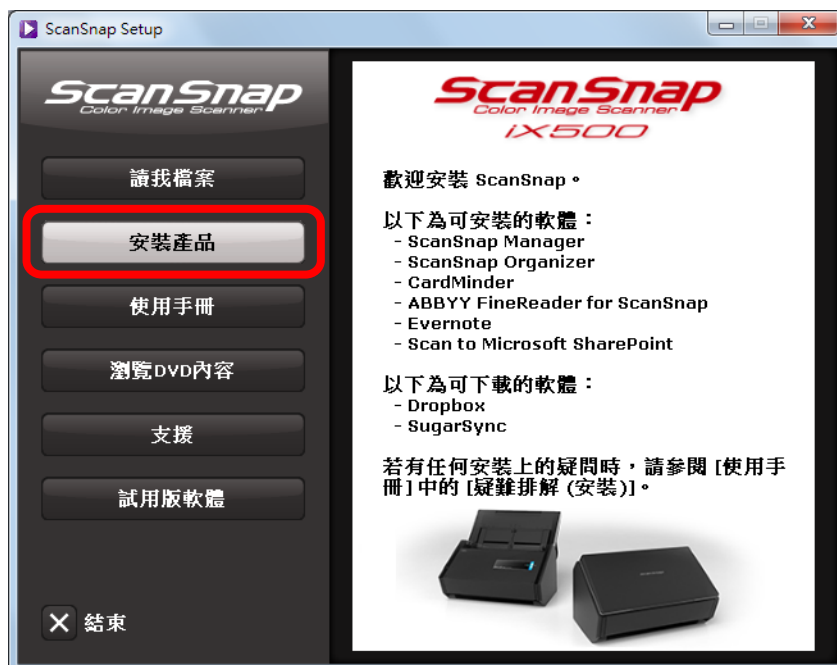 ScanSnap Setup
ScanSnap
Color Image Scanner
讀我檔案
安裝產品
使用手冊
瀏覽DVD內容
支援
試用版軟體
結束
ScanSnap
Color Image Scanner
iX500
歡迎安裝 ScanSnap。
以下為可安裝的軟體：
- ScanSnap Manager
- ScanSnap Organizer
- CardMinder
- ABBYY FineReader for ScanSnap
- Evernote
- Scan to Microsoft SharePoint
以下為可下載的軟體：
- Dropbox
- SugarSync
若有任何安裝上的疑問時，請參閱 [使用手
冊] 中的 [疑難排解 (安裝)]。